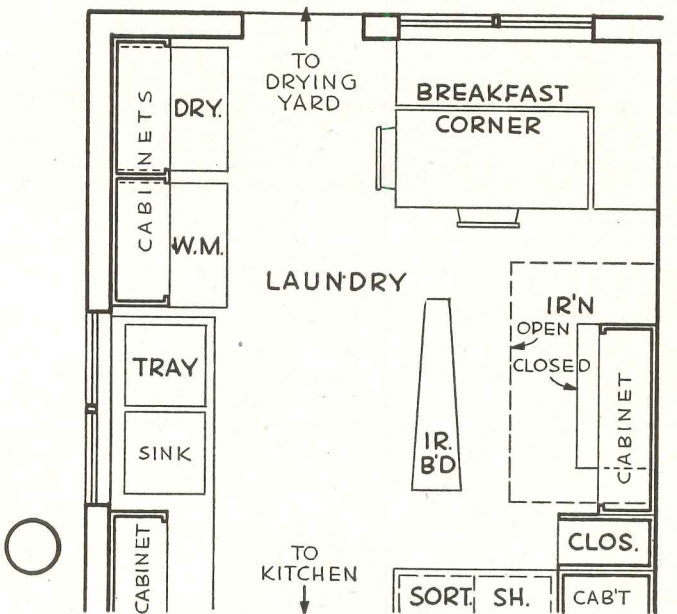 TO
DRYING
YARD
BREAKFAST
CORNER
CABINETS
DRY.
W.M.
LAUNDRY
IR'N
OPEN
CLOSED
CABINET
TRAY
SINK
IR.
B'D
CABINET
TO
KITCHEN
CLOS.
SORT. SH.
CAB'T